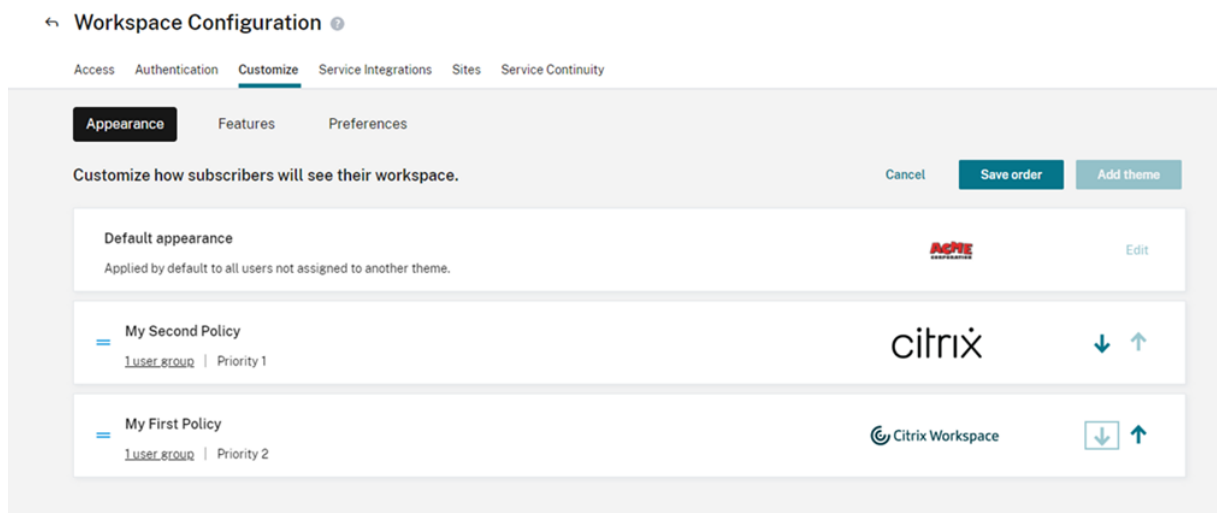 Workspace Configuration ?
Access Authentication Customize Service Integrations Sites Service Continuity
Appearance Features Preferences
Customize how subscribers will see their workspace. Cancel Save order Add theme
Default appearance
ACME
CORPORATION
Edit
Applied by default to all users not assigned to another theme.
My Second Policy
1 user group | Priority 1
citrix
My First Policy
1 user group | Priority 2
Citrix Workspace